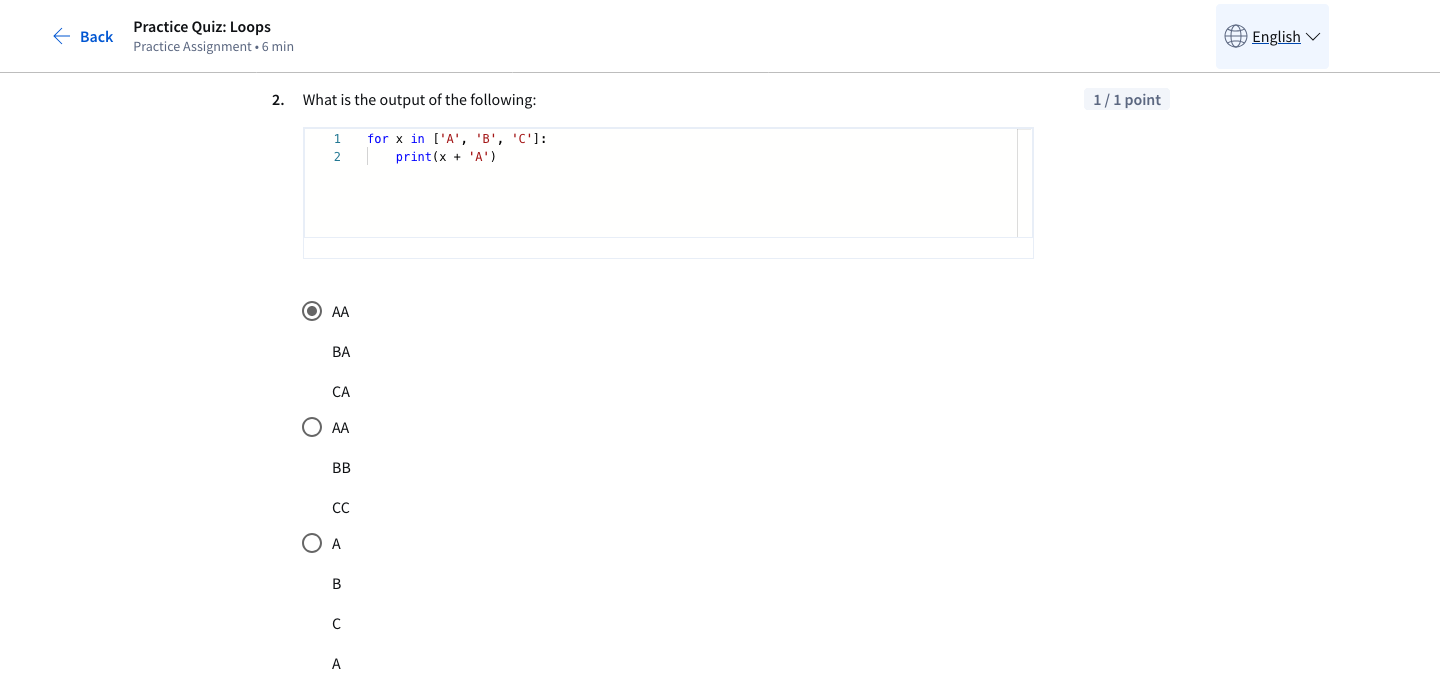 Back
Practice Quiz: Loops
Practice Assignment • 6 min
English
2. What is the output of the following:
1 / 1 point
1 for x in ['A', 'B', 'C']:
2 print(x + 'A')
AA
BA
CA
AA
BB
CC
A
B
C
A